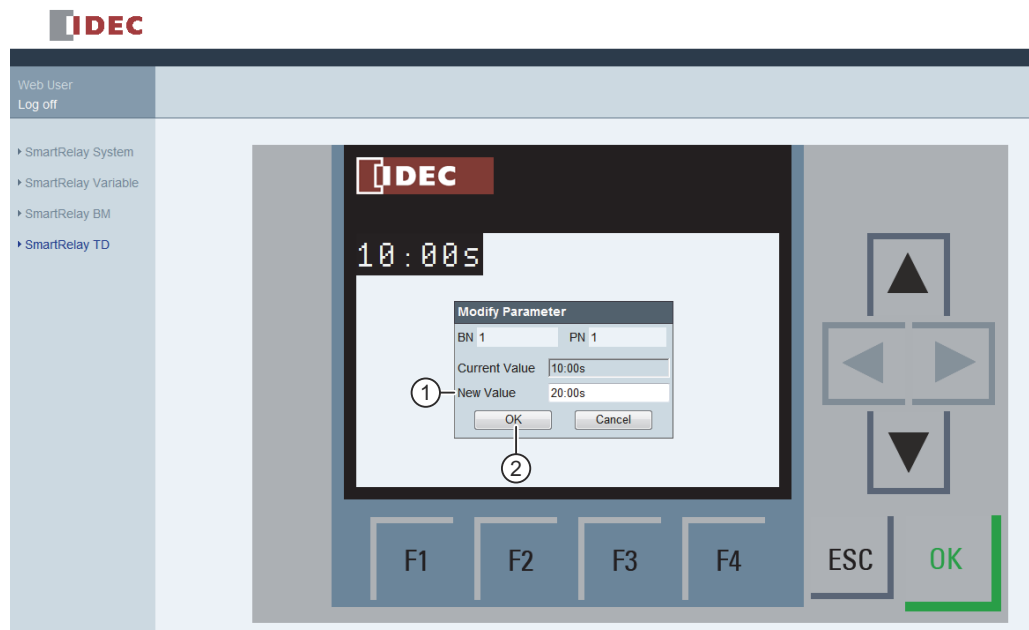 IDEC
Web User
Log off
SmartRelay System
SmartRelay Variable
SmartRelay BM
SmartRelay TD
IDEC
10:00s
Modify Parameter
BN 1 PN 1
Current Value 10:00s
1 New Value 20:00s
OK Cancel
2
F1 F2 F3 F4 ESC OK